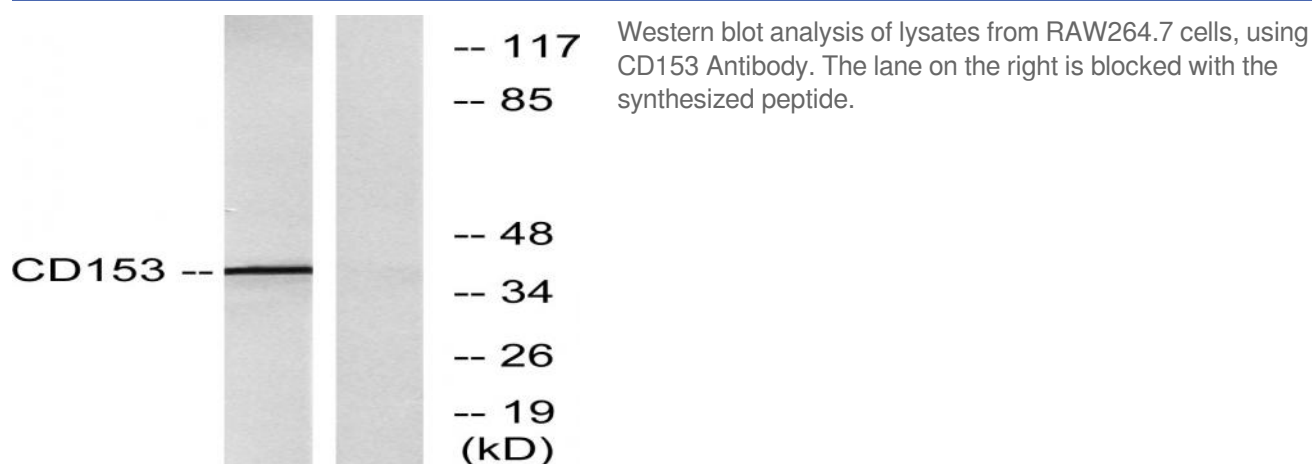 -- 117
-- 85
-- 48
CD153 --
-- 34
-- 26
-- 19
(kD)
Western blot analysis of lysates from RAW264.7 cells, using
CD153 Antibody. The lane on the right is blocked with the
synthesized peptide.